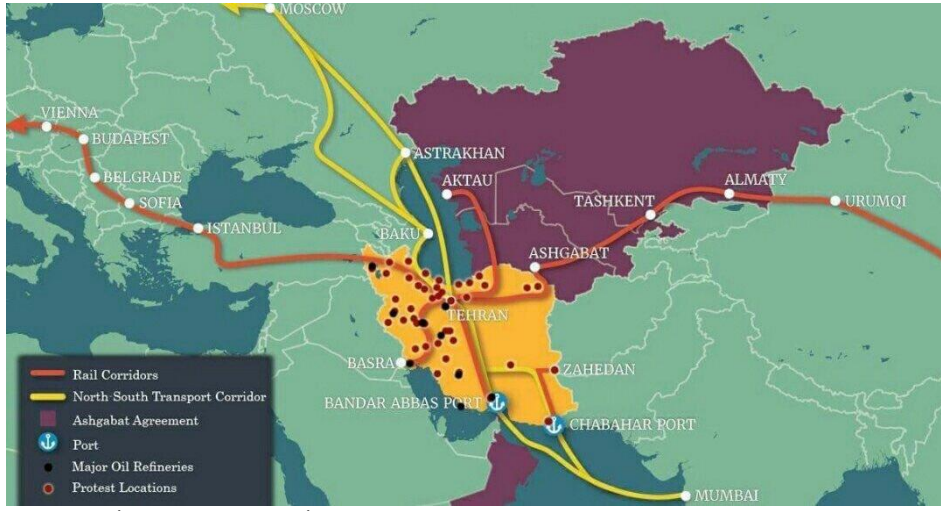 MOSCOW
VIENNA
BUDAPEST
ASTRAKHAN
BELGRADE
AKTAU
ALMATY
SOFIA
TASHKENT
URUMQI
ISTANBUL
BAKU
ASHGABAT
TEHRAN
BASRA
ZAHEDAN
BANDAR ABBAS PORT
CHABAHAR PORT
MUMBAI
Rail Corridors
North-South Transport Corridor
Ashgabat Agreement
Port
Major Oil Refineries
Protest Locations